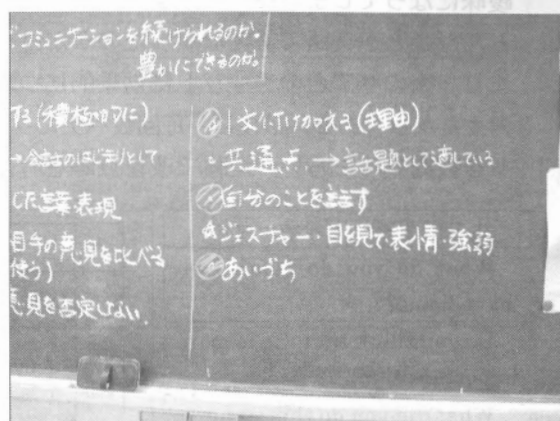 コミュニケーションを続けられるのか。
豊かにできるのか。
する(積極的に)
→会話のはじまりとして
した言葉・表現
相手の意見を比べる
使う)
意見を否定しない。
1文付け加える(理由)
共通点→話題として適している
自分のことを話す
ジェスチャー・目を見て・表情・強弱
あいづち